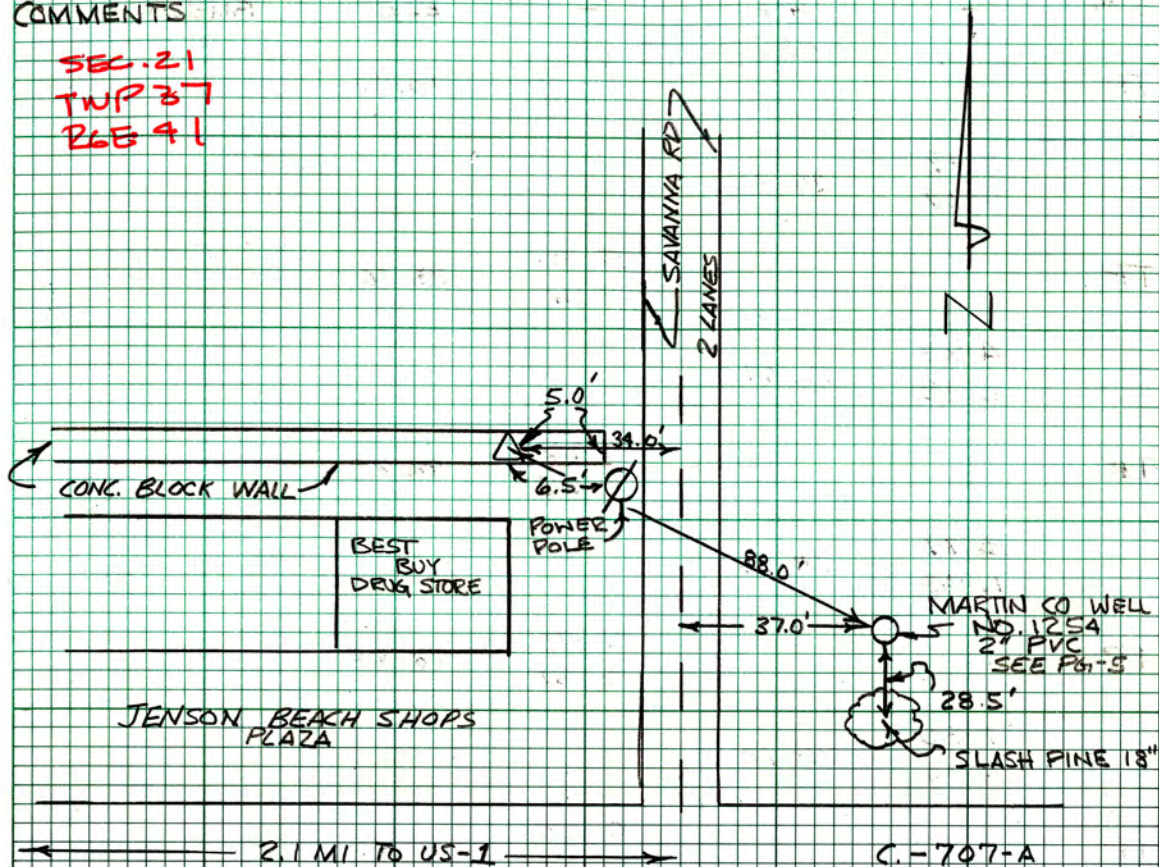 COMMENTS
SEC. 21
TWP 37
RGE 41
SAVANNA RD
2 LANES
N
5.0'
34.0'
6.5'
CONC. BLOCK WALL
POWER
POLE
BEST
BUY
DRUG STORE
88.0'
37.0'
MARTIN CO WELL
NO. 1254
2" PVC
SEE PG-5
28.5'
SLASH PINE 18"
JENSON BEACH SHOPS
PLAZA
2.1 MI TO US-1
C.-707-A